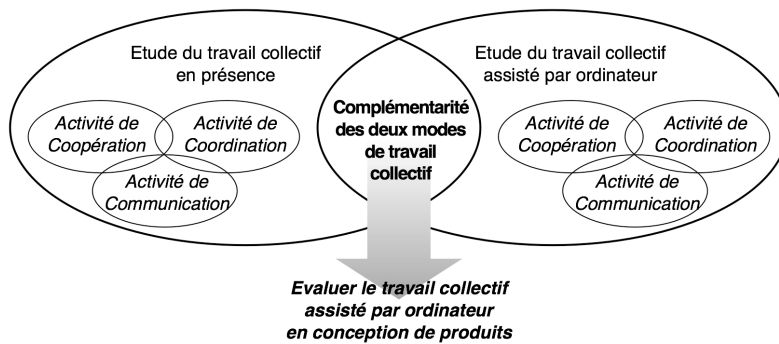 Etude du travail collectif
en présence
Activité de
Coopération
Activité de
Coordination
Activité de
Communication
Complémentarité
des deux modes
de travail
collectif
Etude du travail collectif
assisté par ordinateur
Activité de
Coopération
Activité de
Coordination
Activité de
Communication
Evaluer le travail collectif
assisté par ordinateur
en conception de produits